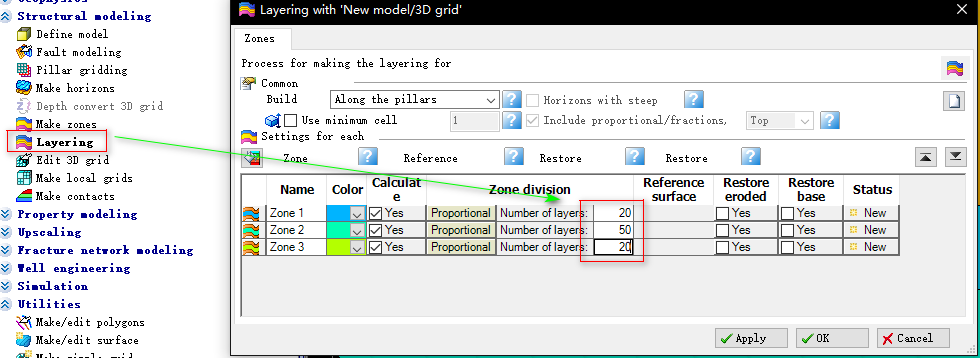 Geophysics
Structural modeling
Define model
Fault modeling
Pillar gridding
Make horizons
Depth convert 3D grid
Make zones
Layering
Edit 3D grid
Make local grids
Make contacts
Property modeling
Upscaling
Fracture network modeling
Well engineering
Simulation
Utilities
Make/edit polygons
Make/edit surface
Layering with 'New model/3D grid'
Zones
Process for making the layering for
Common
Build Along the pillars ? Horizons with steep ?
Use minimum cell 1 ? Include proportional/fractions, Top ?
Settings for each
Zone ? Reference ? Restore ? Restore ?
Name Color Calculate Zone division Reference surface Restore eroded Restore base Status
Zone 1 Yes Proportional Number of layers: 20 Yes Yes New
Zone 2 Yes Proportional Number of layers: 50 Yes Yes New
Zone 3 Yes Proportional Number of layers: 20 Yes Yes New
Apply OK Cancel